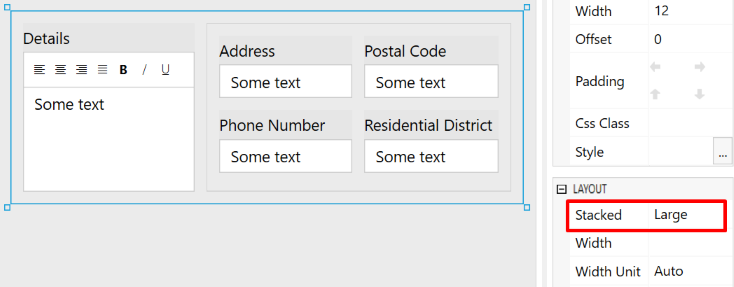 Details
B / U
Some text
Address
Some text
Postal Code
Some text
Phone Number
Some text
Residential District
Some text
Width 12
Offset 0
Padding
Css Class
Style ...
LAYOUT
Stacked Large
Width
Width Unit Auto